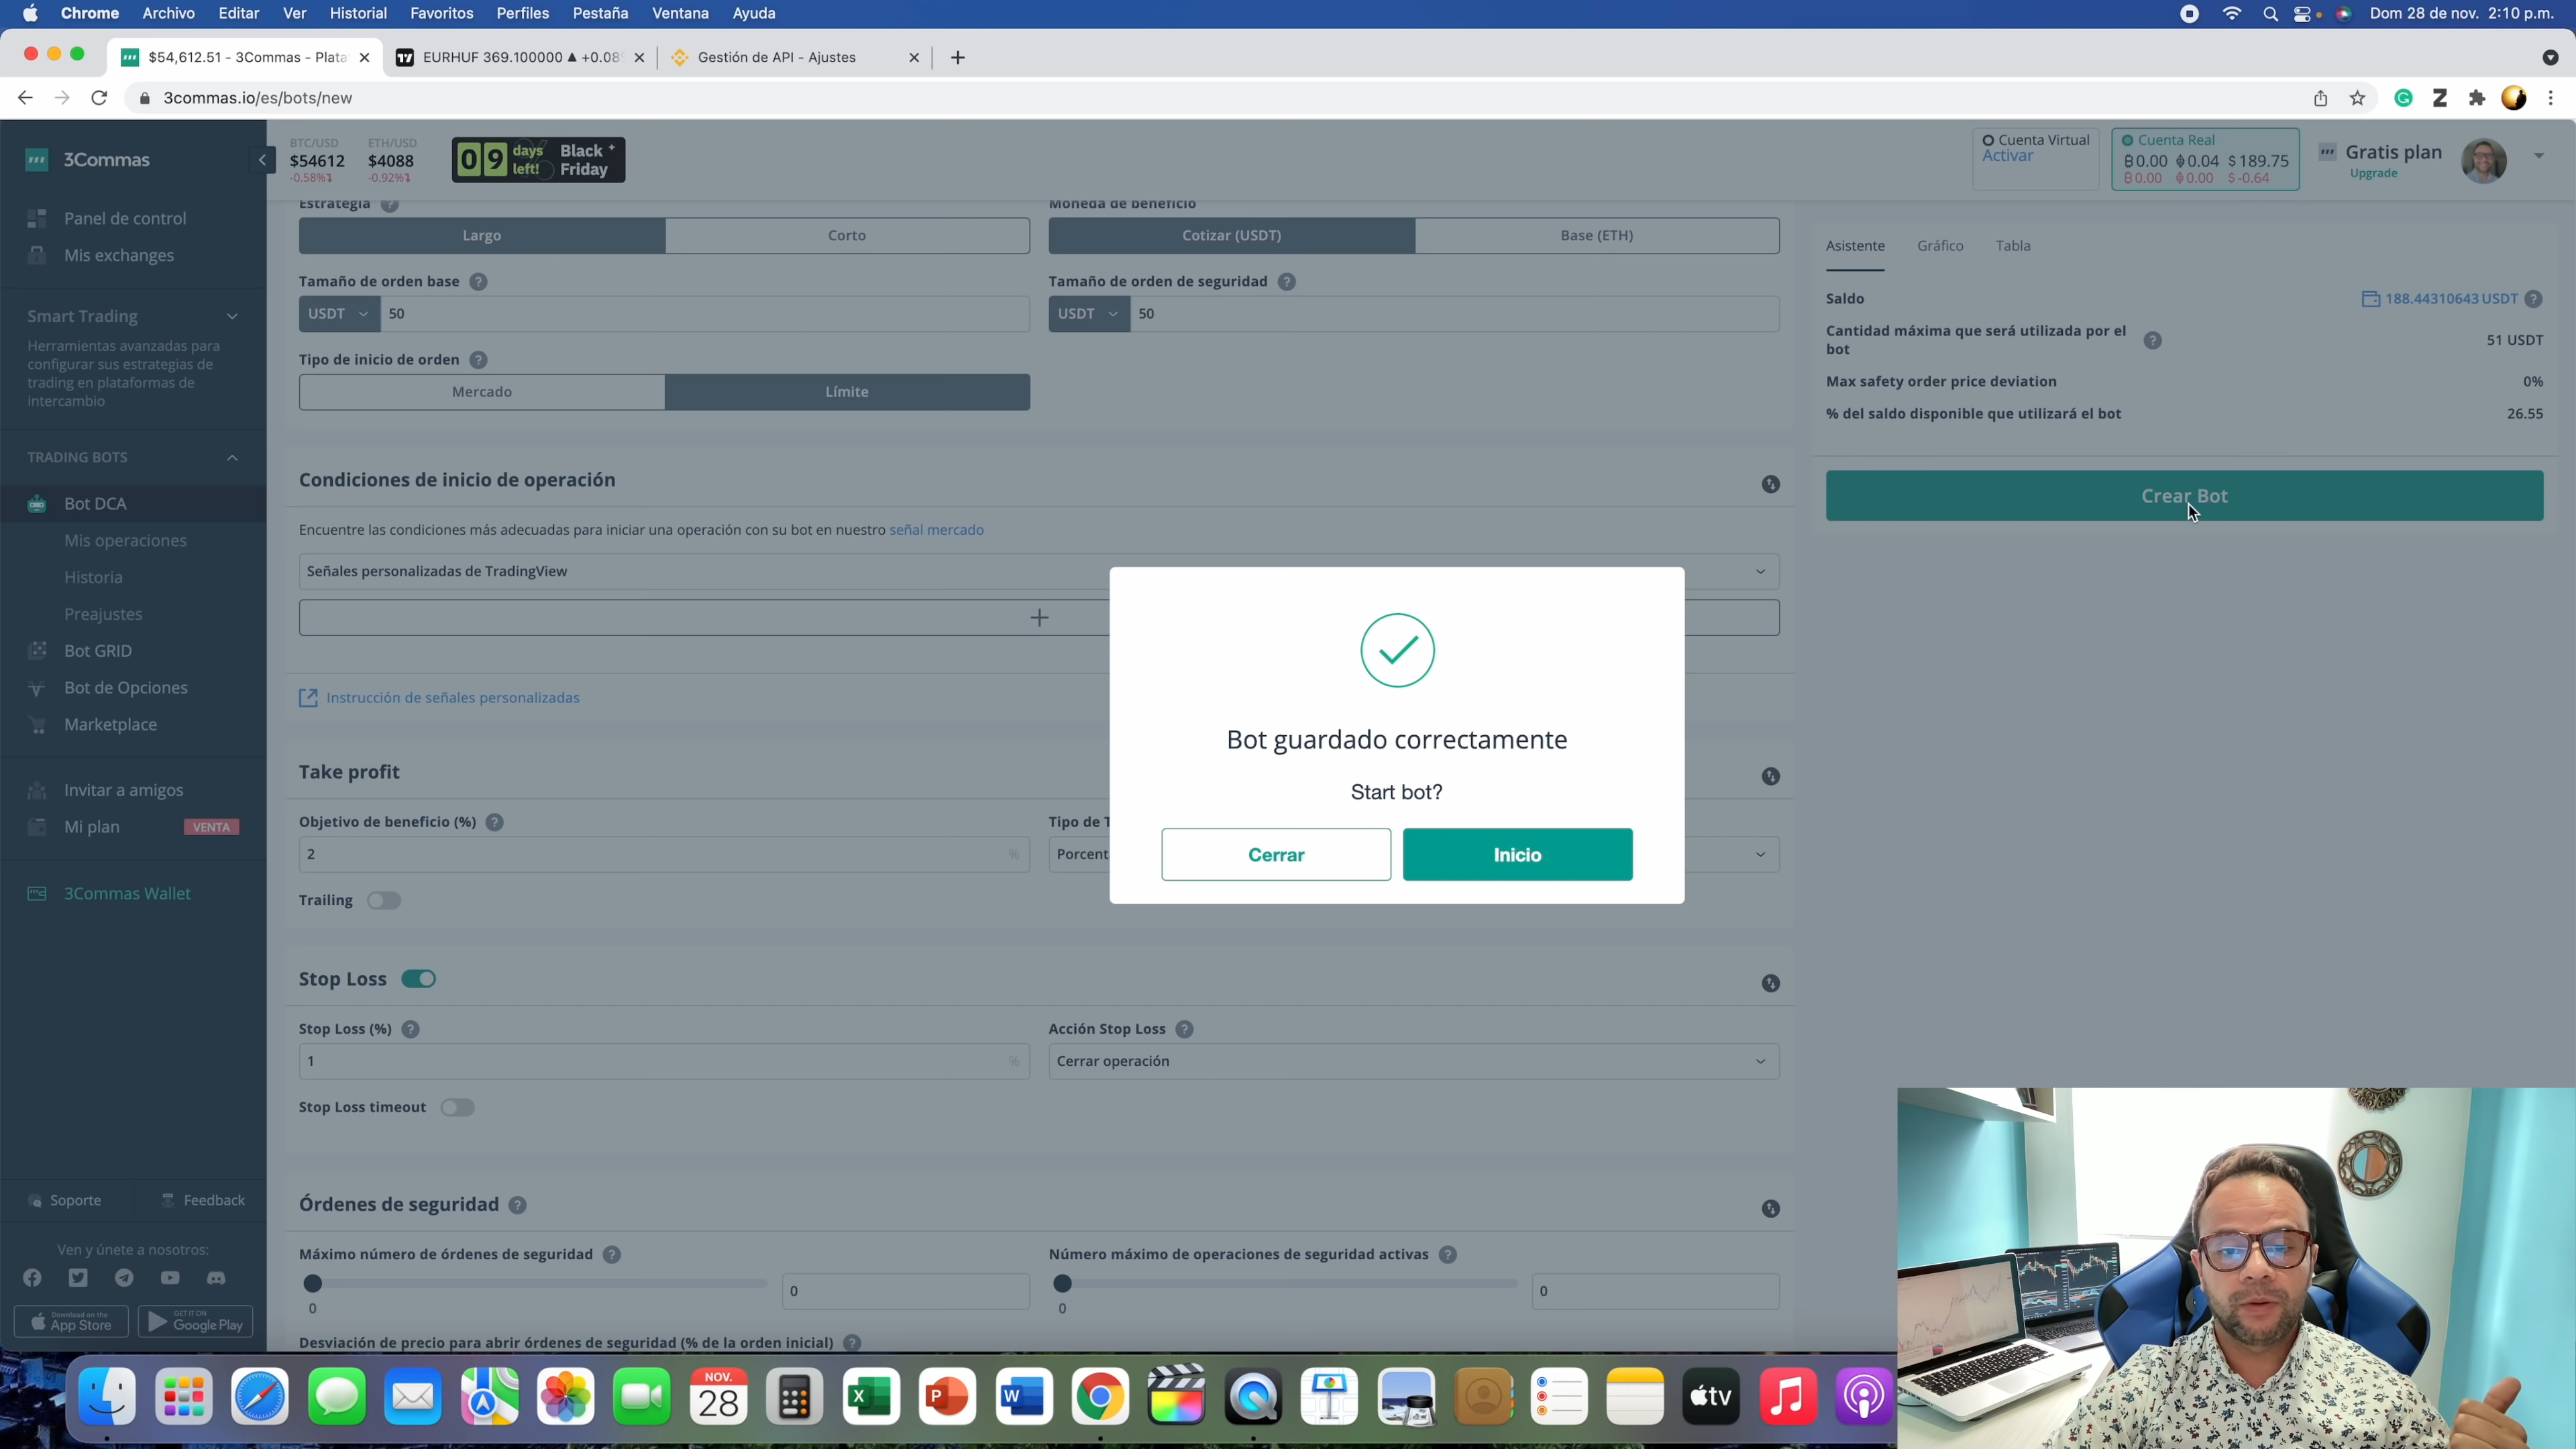 Chrome Archivo Editar Ver Historial Favoritos Perfiles Pestaña Ventana Ayuda Dom 28 de nov. 2:10 p.m.
$54,612.51 - 3Commas - Plata EURHUF 369.100000 ▲ +0.08 Gestión de API - Ajustes
3commas.io/es/bots/new
3Commas
BTC/USD
$54612
-0.58%
ETH/USD
$4088
-0.92%
09 days left! Black Friday
Cuenta Virtual
Activar
Cuenta Real
0.00 0.04 $ 189.75
0.00 0.00 $ -0.64
Gratis plan
Upgrade
Panel de control
Mis exchanges
Smart Trading
Herramientas avanzadas para
configurar sus estrategias de
trading en plataformas de
intercambio
TRADING BOTS
Bot DCA
Mis operaciones
Historia
Preajustes
Bot GRID
Bot de Opciones
Marketplace
Invitar a amigos
Mi plan VENTA
3Commas Wallet
Soporte Feedback
Ven y únete a nosotros:
Download on the
App Store
GET IT ON
Google Play
Estrategia
Moneda de beneficio
Largo Corto
Cotizar (USDT) Base (ETH)
Tamaño de orden base
Tamaño de orden de seguridad
USDT 50
USDT 50
Tipo de inicio de orden
Mercado Límite
Condiciones de inicio de operación
Encuentre las condiciones más adecuadas para iniciar una operación con su bot en nuestro señal mercado
Señales personalizadas de TradingView
Instrucción de señales personalizadas
Take profit
Objetivo de beneficio (%)
Tipo de T
2 %
Porcent
Trailing
Bot guardado correctamente
Start bot?
Cerrar Inicio
Stop Loss
Stop Loss (%)
Acción Stop Loss
1 %
Cerrar operación
Stop Loss timeout
Órdenes de seguridad
Máximo número de órdenes de seguridad
Número máximo de operaciones de seguridad activas
0
0
0
0
Desviación de precio para abrir órdenes de seguridad (% de la orden inicial)
Asistente Gráfico Tabla
Saldo 188.44310643 USDT
Cantidad máxima que será utilizada por el
bot
51 USDT
Max safety order price deviation 0%
% del saldo disponible que utilizará el bot 26.55
Crear Bot
NOV.
28
X
P
W
tv